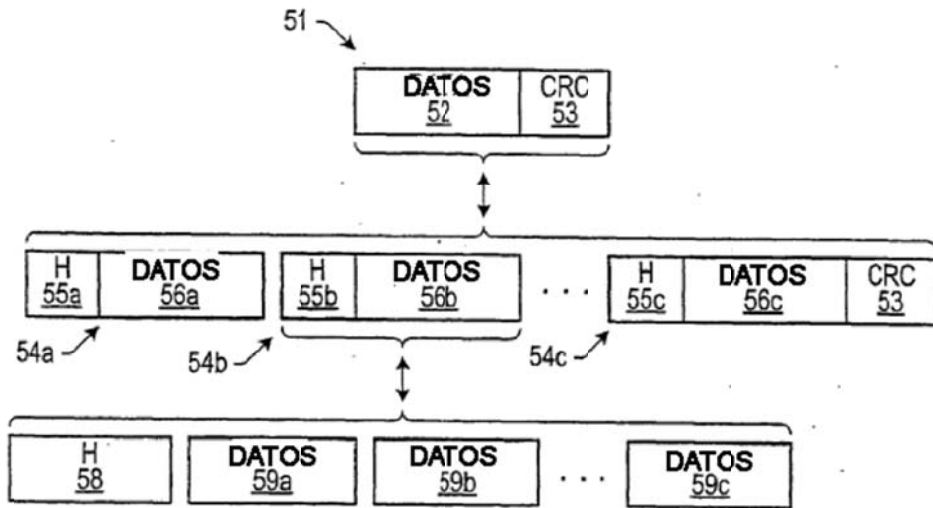 51
DATOS CRC
52 53
H DATOS H DATOS . . . H DATOS CRC
55a 56a 55b 56b 55c 56c 53
54a 54b 54c
H DATOS DATOS . . . DATOS
58 59a 59b 59c